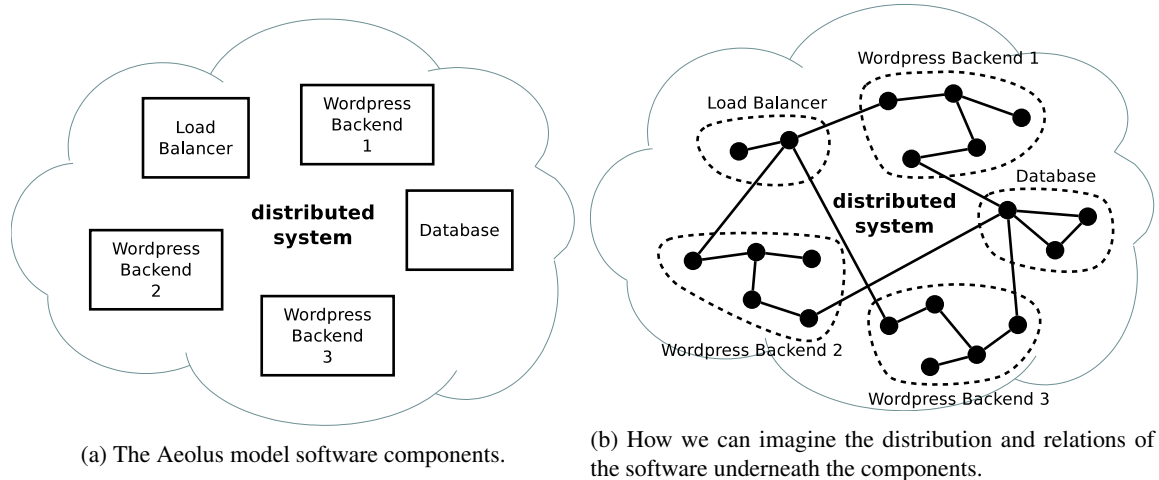 Load
Balancer
Wordpress
Backend
1
Database
distributed
system
Wordpress
Backend
2
Wordpress
Backend
3
(a) The Aeolus model software components.
Wordpress Backend 1
Load Balancer
Database
distributed
system
Wordpress Backend 2
Wordpress Backend 3
(b) How we can imagine the distribution and relations of
the software underneath the components.